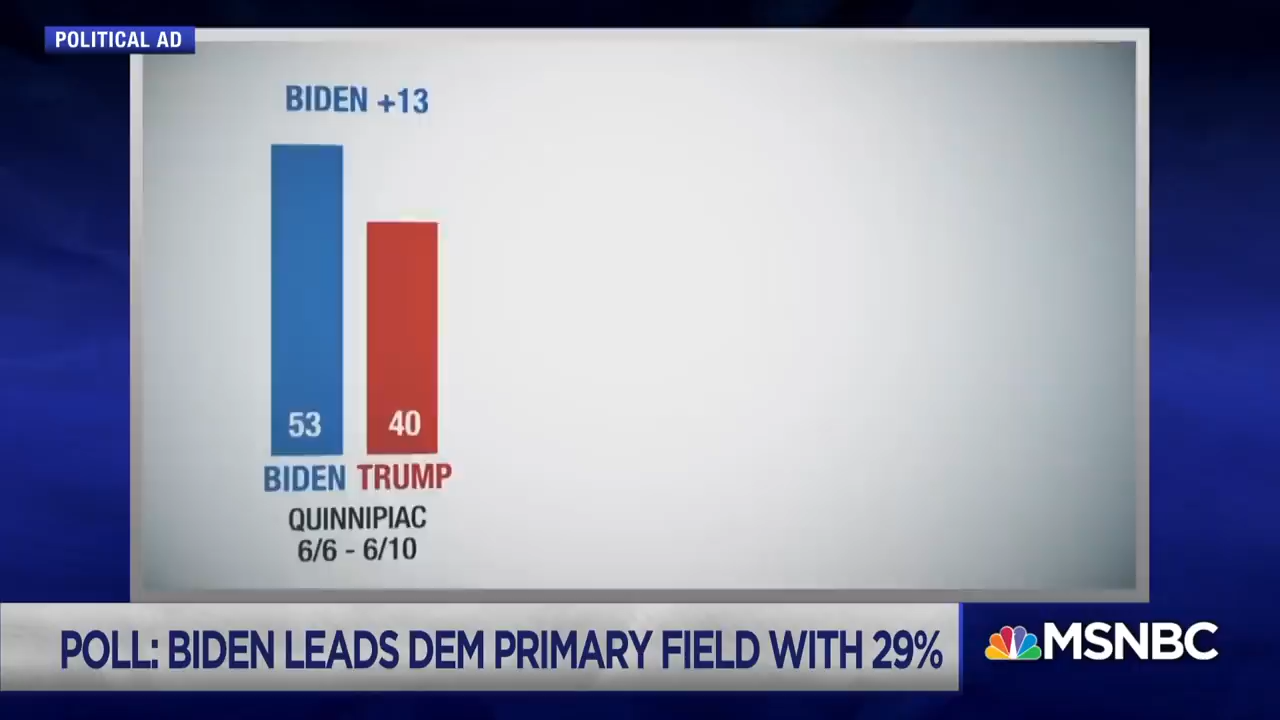 POLITICAL AD
BIDEN +13
53
40
BIDEN TRUMP
QUINNIPIAC
6/6 - 6/10
POLL: BIDEN LEADS DEM PRIMARY FIELD WITH 29%
MSNBC